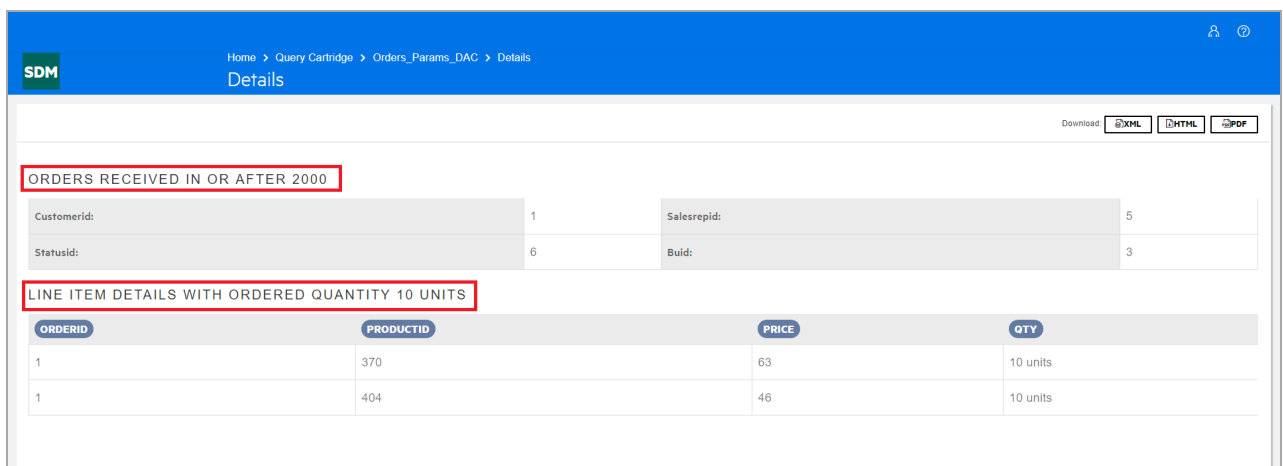 SDM
Home > Query Cartridge > Orders_Params_DAC > Details
Details
Download: XML HTML PDF
ORDERS RECEIVED IN OR AFTER 2000
Customerid: 1 Salesrepid: 5
Statusid: 6 Buid: 3
LINE ITEM DETAILS WITH ORDERED QUANTITY 10 UNITS
ORDERID PRODUCTID PRICE QTY
1 370 63 10 units
1 404 46 10 units